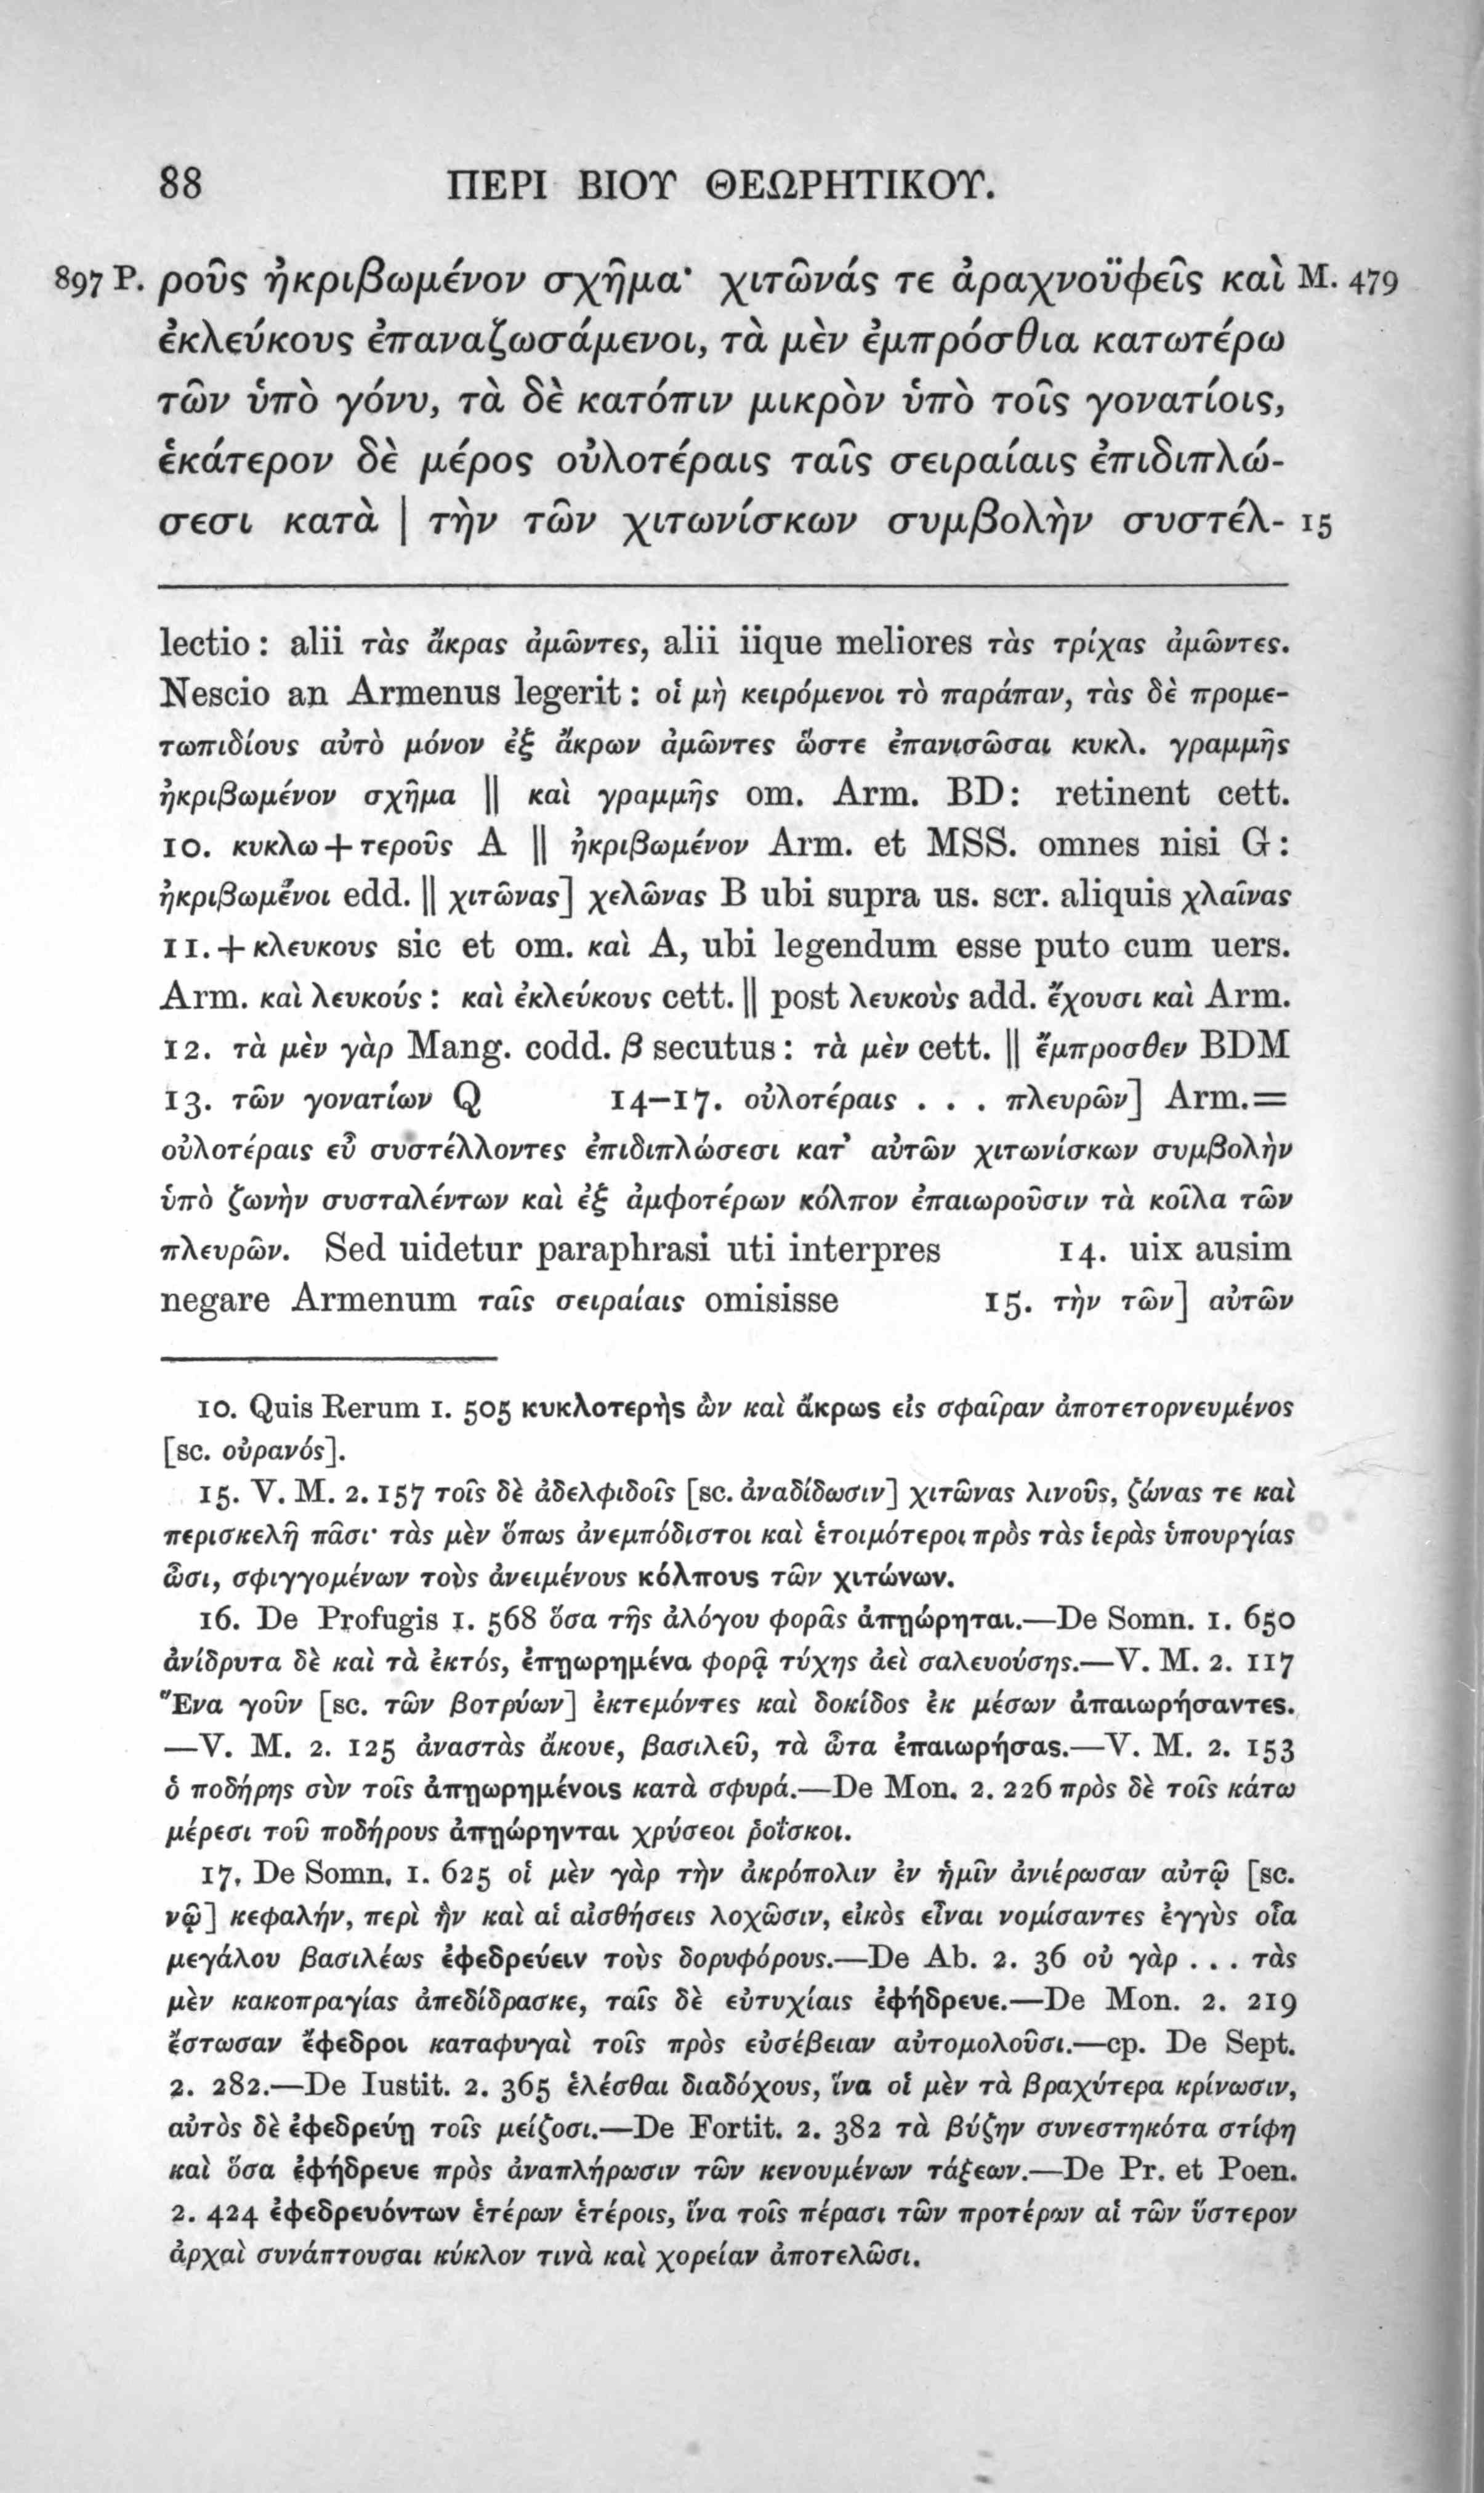 88 ΠΕΡΙ ΒΙΟΥ ΘΕΩΡΗΤΙΚΟΥ.
897 P. ροῦς ἠκριβωμένον σχῆμα· χιτῶνάς τε ἀραχνοϋφεῖς καὶ M. 479
ἐκλεύκους ἐπαναζωσάμενοι, τὰ μὲν ἐμπρόσθια κατωτέρω
τῶν ὑπὸ γόνυ, τὰ δὲ κατόπιν μικρὸν ὑπὸ τοῖς γονατίοις,
ἑκάτερον δὲ μέρος οὐλοτέραις ταῖς σειραίαις ἐπιδιπλώ-
σεσι κατὰ | τὴν τῶν χιτωνίσκων συμβολὴν συστέλ- 15
lectio: alii τὰς ἄκρας ἀμῶντες, alii iique meliores τὰς τρίχας ἀμῶντες.
Nescio an Armenus legerit: οἱ μὴ κειρόμενοι τὸ παράπαν, τὰς δὲ προμε-
τωπιδίους αὐτὸ μόνον ἐξ ἄκρων ἀμῶντες ὥστε ἐπανισῶσαι κυκλ. γραμμῆς
ἠκριβωμένον σχῆμα || καὶ γραμμῆς om. Arm. BD: retinent cett.
10. κυκλω+τεροῦς A || ἠκριβωμένον Arm. et MSS. omnes nisi G:
ἠκριβωμένοι edd. || χιτῶνας] χελῶνας B ubi supra us. scr. aliquis χλαῖνας
11.+κλευκους sic et om. καὶ A, ubi legendum esse puto cum uers.
Arm. καὶ λευκούς: καὶ ἐκλεύκους cett. || post λευκοὺς add. ἔχουσι καὶ Arm.
12. τὰ μὲν γὰρ Mang. codd. β secutus: τὰ μὲν cett. || ἔμπροσθεν BDM
13. τῶν γονατίων Q 14–17. οὐλοτέραις . . . πλευρῶν] Arm.=
οὐλοτέραις εὖ συστέλλοντες ἐπιδιπλώσεσι κατ’ αὐτῶν χιτωνίσκων συμβολὴν
ὑπὸ ζωνὴν συσταλέντων καὶ ἐξ ἀμφοτέρων κόλπον ἐπαιωροῦσιν τὰ κοῖλα τῶν
πλευρῶν. Sed uidetur paraphrasi uti interpres 14. uix ausim
negare Armenum ταῖς σειραίαις omisisse 15. τὴν τῶν] αὐτῶν
10. Quis Rerum 1. 505 κυκλοτερὴς ὢν καὶ ἄκρως εἰς σφαῖραν ἀποτετορνευμένος
[sc. οὐρανός].
15. V. M. 2. 157 τοῖς δὲ ἀδελφιδοῖς [sc. ἀναδίδωσιν] χιτῶνας λινοῦς, ζώνας τε καὶ
περισκελῆ πᾶσι· τὰς μὲν ὅπως ἀνεμπόδιστοι καὶ ἑτοιμότεροι πρὸς τὰς ἱερὰς ὑπουργίας
ὦσι, σφιγγομένων τοὺς ἀνειμένους κόλπους τῶν χιτώνων.
16. De Profugis 1. 568 ὅσα τῆς ἀλόγου φορᾶς ἀπῃώρηται.—De Somn. 1. 650
ἀνίδρυτα δὲ καὶ τὰ ἐκτός, ἐπῃωρημένα φορᾷ τύχης ἀεὶ σαλευούσης.—V. M. 2. 117
Ἕνα γοῦν [sc. τῶν βοτρύων] ἐκτεμόντες καὶ δοκίδος ἐκ μέσων ἀπαιωρήσαντες.
—V. M. 2. 125 ἀναστὰς ἄκουε, βασιλεῦ, τὰ ὦτα ἐπαιωρήσας.—V. M. 2. 153
ὁ ποδήρης σὺν τοῖς ἀπῃωρημένοις κατὰ σφυρά.—De Mon. 2. 226 πρὸς δὲ τοῖς κάτω
μέρεσι τοῦ ποδήρους ἀπῃώρηνται χρύσεοι ῥοΐσκοι.
17. De Somn. 1. 625 οἱ μὲν γὰρ τὴν ἀκρόπολιν ἐν ἡμῖν ἀνιέρωσαν αὐτῷ [sc.
νῷ] κεφαλήν, περὶ ἣν καὶ αἱ αἰσθήσεις λοχῶσιν, εἰκὸς εἶναι νομίσαντες ἐγγὺς οἷα
μεγάλου βασιλέως ἐφεδρεύειν τοὺς δορυφόρους.—De Ab. 2. 36 οὐ γὰρ . . . τὰς
μὲν κακοπραγίας ἀπεδίδρασκε, ταῖς δὲ εὐτυχίαις ἐφήδρευε.—De Mon. 2. 219
ἔστωσαν ἔφεδροι καταφυγαὶ τοῖς πρὸς εὐσέβειαν αὐτομολοῦσι.—cp. De Sept.
2. 282.—De Iustit. 2. 365 ἑλέσθαι διαδόχους, ἵνα οἱ μὲν τὰ βραχύτερα κρίνωσιν,
αὐτὸς δὲ ἐφεδρεύῃ τοῖς μείζοσι.—De Fortit. 2. 382 τὰ βύζην συνεστηκότα στίφη
καὶ ὅσα ἐφήδρευε πρὸς ἀναπλήρωσιν τῶν κενουμένων τάξεων.—De Pr. et Poen.
2. 424 ἐφεδρευόντων ἑτέρων ἑτέροις, ἵνα τοῖς πέρασι τῶν προτέρων αἱ τῶν ὕστερον
ἀρχαὶ συνάπτουσαι κύκλον τινὰ καὶ χορείαν ἀποτελῶσι.